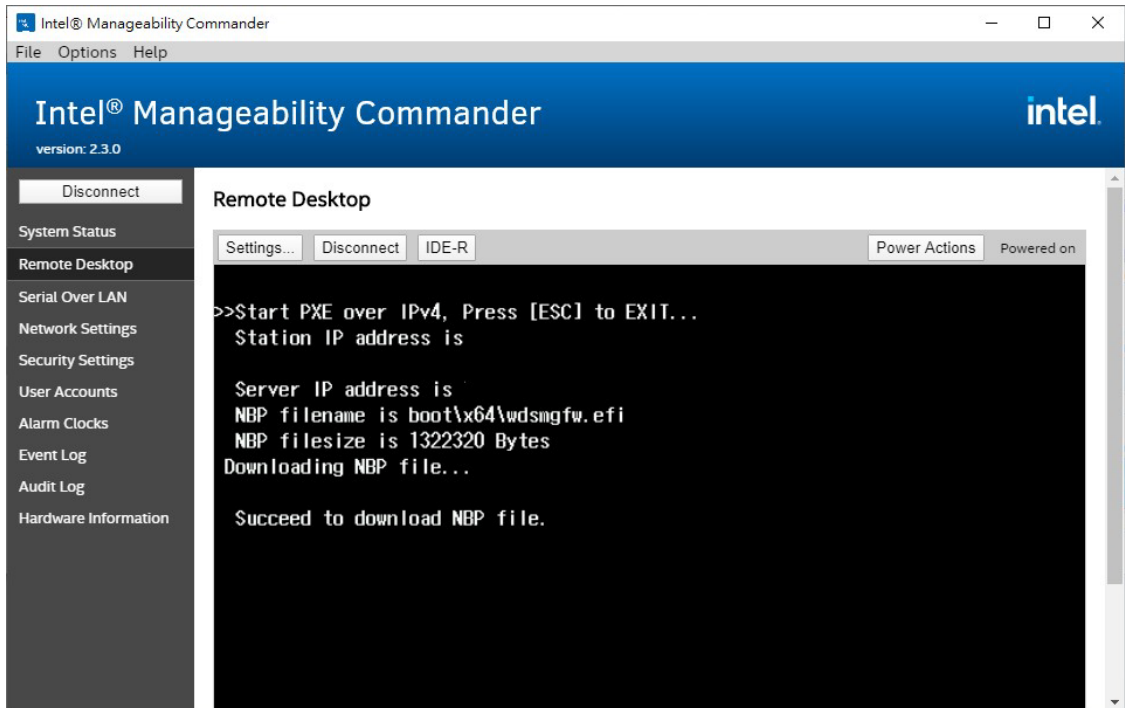 Intel® Manageability Commander
File Options Help
Intel® Manageability Commander
version: 2.3.0
intel.
Disconnect
System Status
Remote Desktop
Serial Over LAN
Network Settings
Security Settings
User Accounts
Alarm Clocks
Event Log
Audit Log
Hardware Information
Remote Desktop
Settings... Disconnect IDE-R Power Actions Powered on
>>Start PXE over IPv4, Press [ESC] to EXIT...
Station IP address is
Server IP address is
NBP filename is boot\x64\wdsmgfw.efi
NBP filesize is 1322320 Bytes
Downloading NBP file...
Succeed to download NBP file.